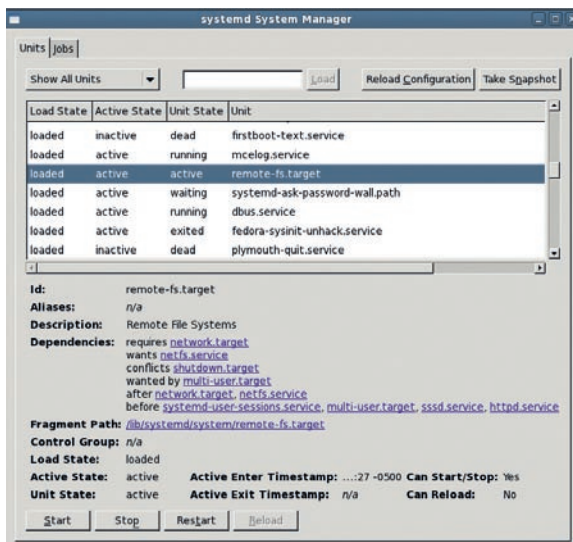 systemd System Manager
Units Jobs
Show All Units Load Reload Configuration Take Snapshot
Load State Active State Unit State Unit
loaded inactive dead firstboot-text.service
loaded active running mcelog.service
loaded active active remote-fs.target
loaded active waiting systemd-ask-password-wall.path
loaded active running dbus.service
loaded active exited fedora-sysinit-unhack.service
loaded inactive dead plymouth-quit.service
Id: remote-fs.target
Aliases: n/a
Description: Remote File Systems
Dependencies: requires network.target
wants netfs.service
conflicts shutdown.target
wanted by multi-user.target
after network.target, netfs.service
before systemd-user-sessions.service, multi-user.target, sssd.service, httpd.service
Fragment Path: /lib/systemd/system/remote-fs.target
Control Group: n/a
Load State: loaded
Active State: active Active Enter Timestamp: ...:27 -0500 Can Start/Stop: Yes
Unit State: active Active Exit Timestamp: n/a Can Reload: No
Start Stop Restart Reload